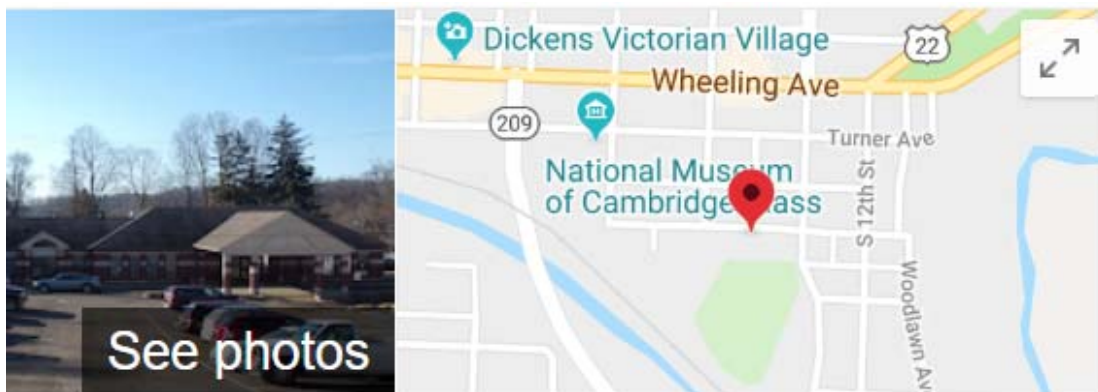 See photos
Dickens Victorian Village
22
Wheeling Ave
209
Turner Ave
National Museum
of Cambridge Glass
S 12th St
Woodlawn Av